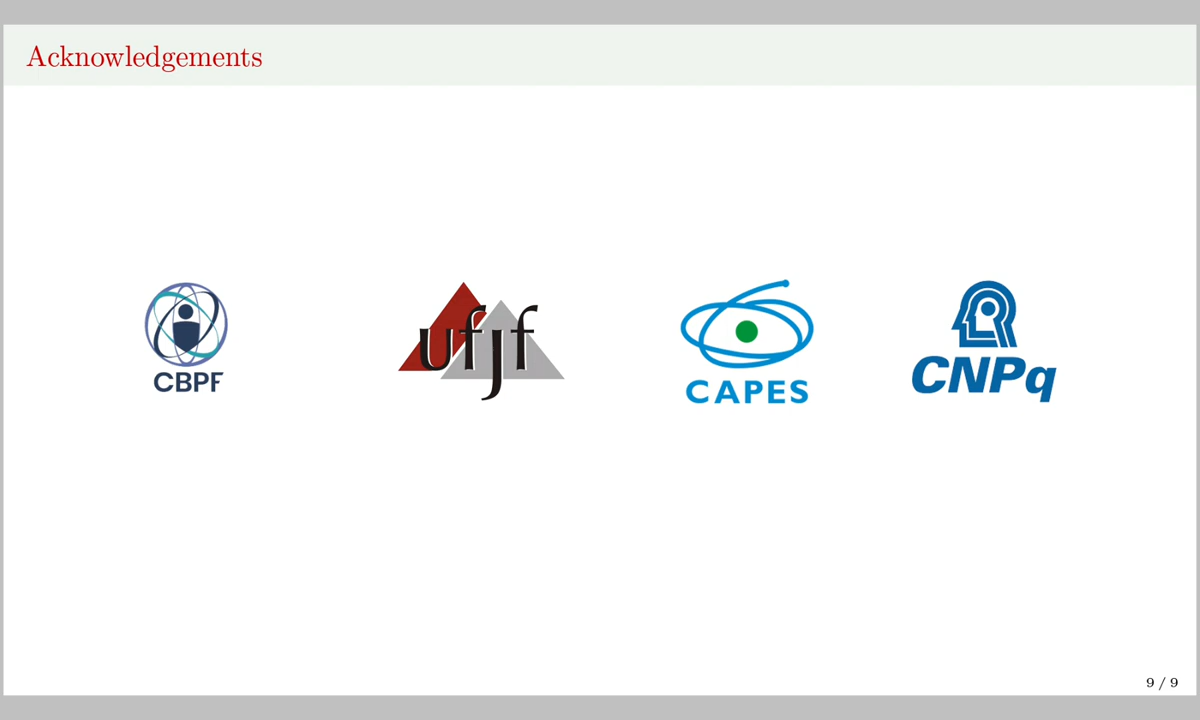 Acknowledgements
CBPF
ufjf
CAPES
CNPq
9 / 9